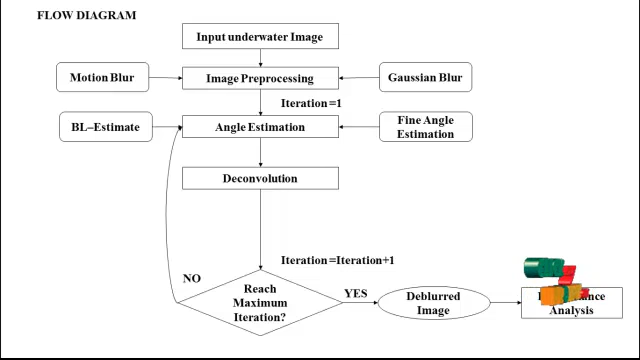 FLOW DIAGRAM
Input underwater Image
Motion Blur
Image Preprocessing
Gaussian Blur
Iteration =1
BL–Estimate
Angle Estimation
Fine Angle
Estimation
Deconvolution
Iteration=Iteration+1
NO
Reach
Maximum
Iteration?
YES
Deblurred
Image
Analysis